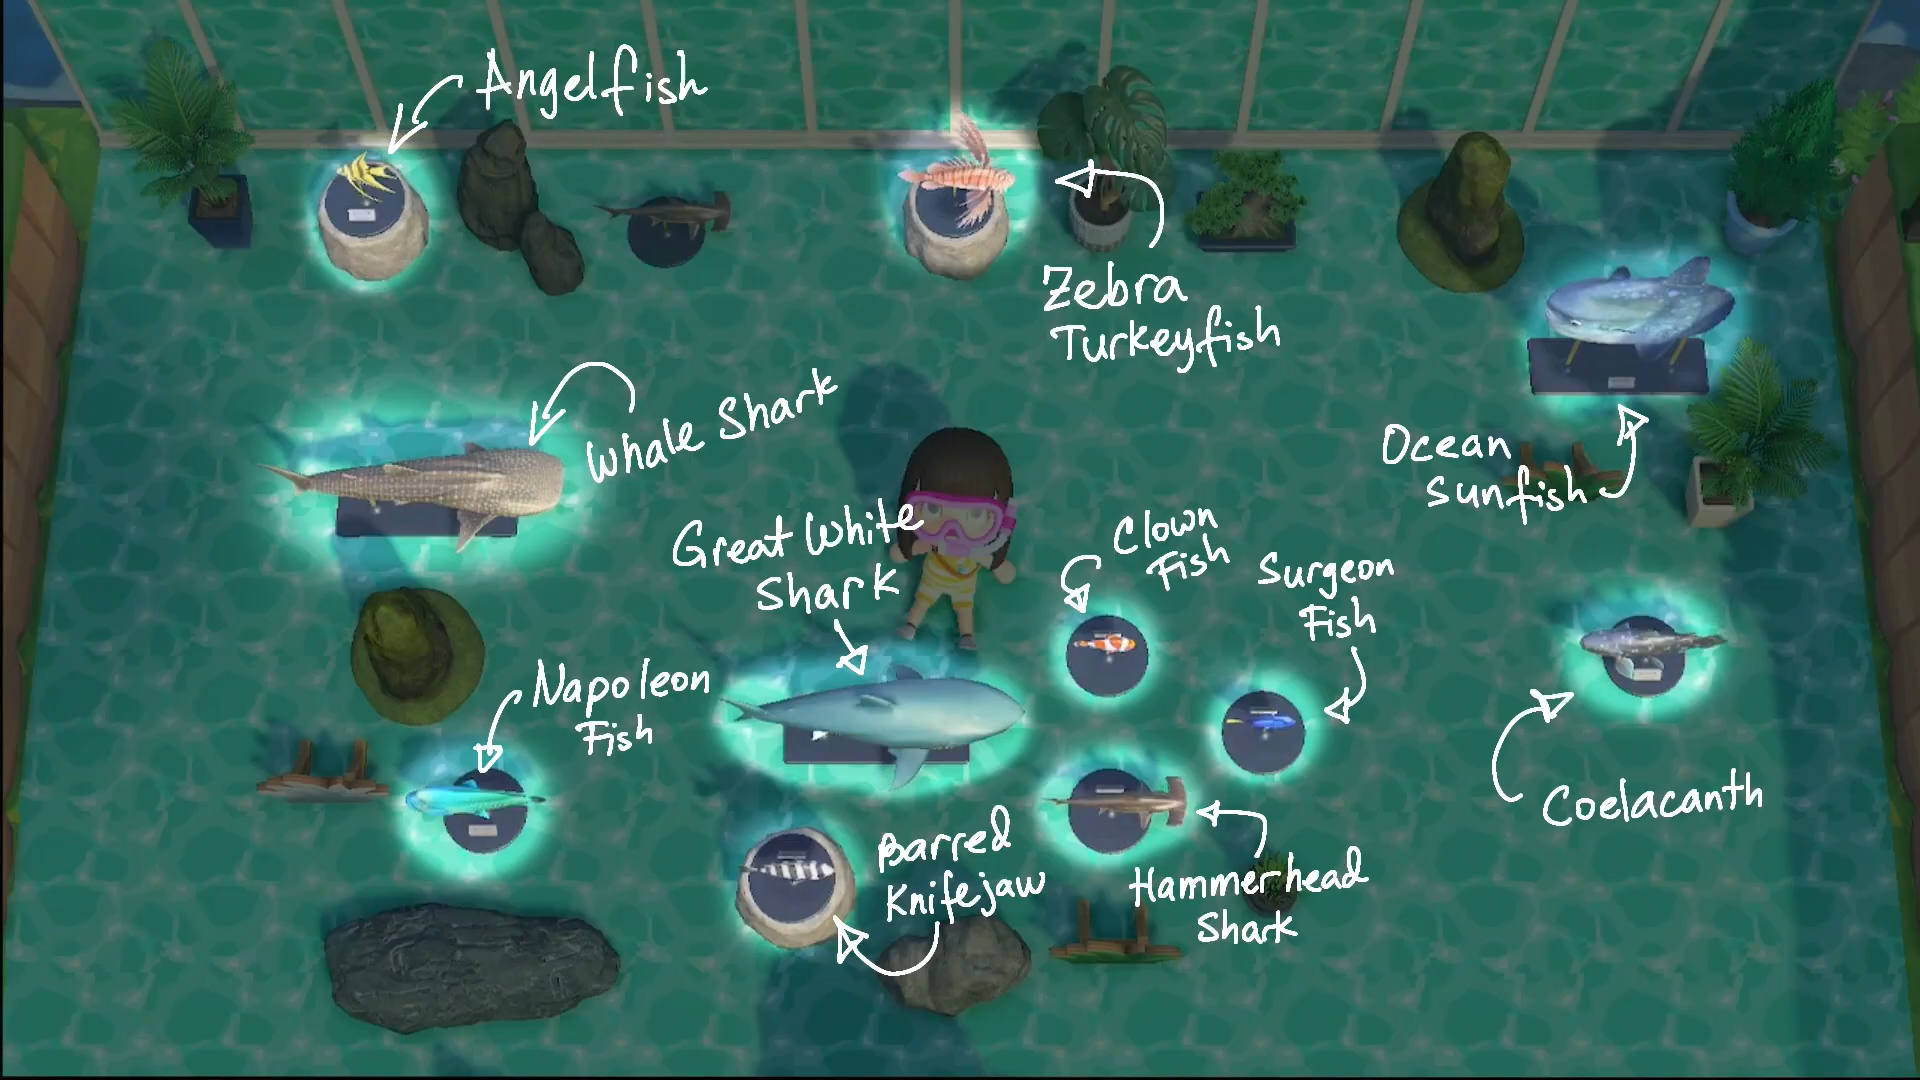 Angelfish
Zebra
Turkeyfish
Whale Shark
Ocean
Sunfish
Great White
Shark
Clown
Fish
Surgeon
Fish
Napoleon
Fish
Coelacanth
Barred
Knifejaw
Hammerhead
Shark